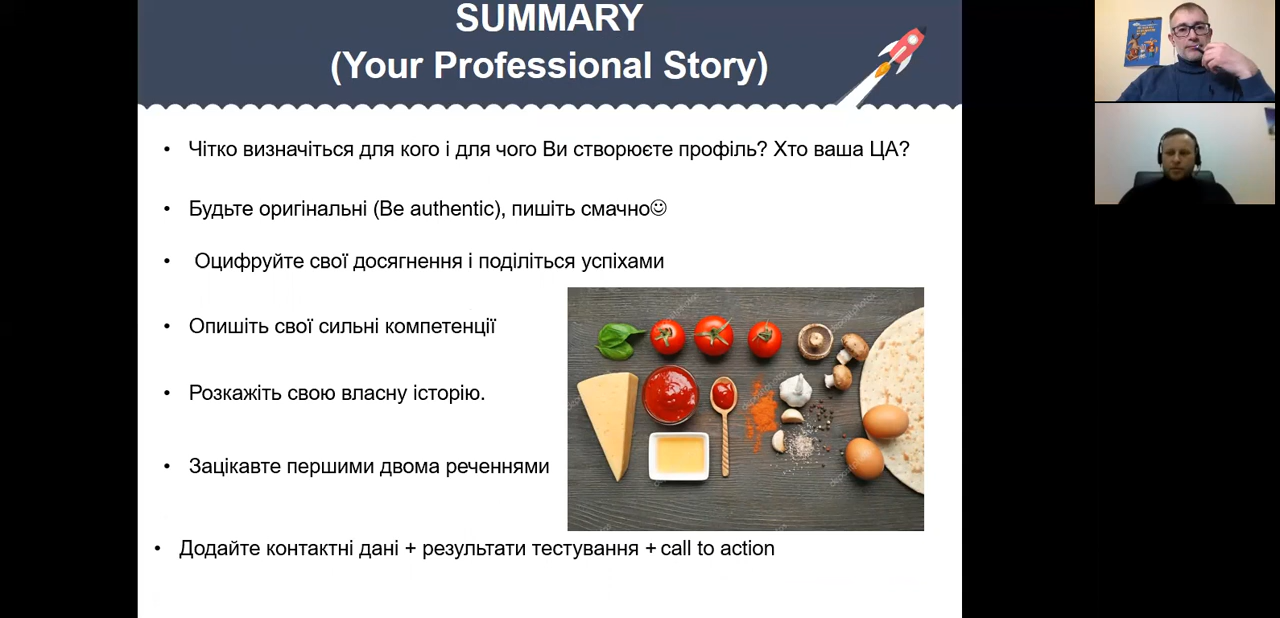 SUMMARY
(Your Professional Story)
• Чітко визначіться для кого і для чого Ви створюєте профіль? Хто ваша ЦА?
• Будьте оригінальні (Be authentic), пишіть смачно☺
• Оцифруйте свої досягнення і поділіться успіхами
• Опишіть свої сильні компетенції
• Розкажіть свою власну історію.
• Зацікавте першими двома реченнями
• Додайте контактні дані + результати тестування + call to action